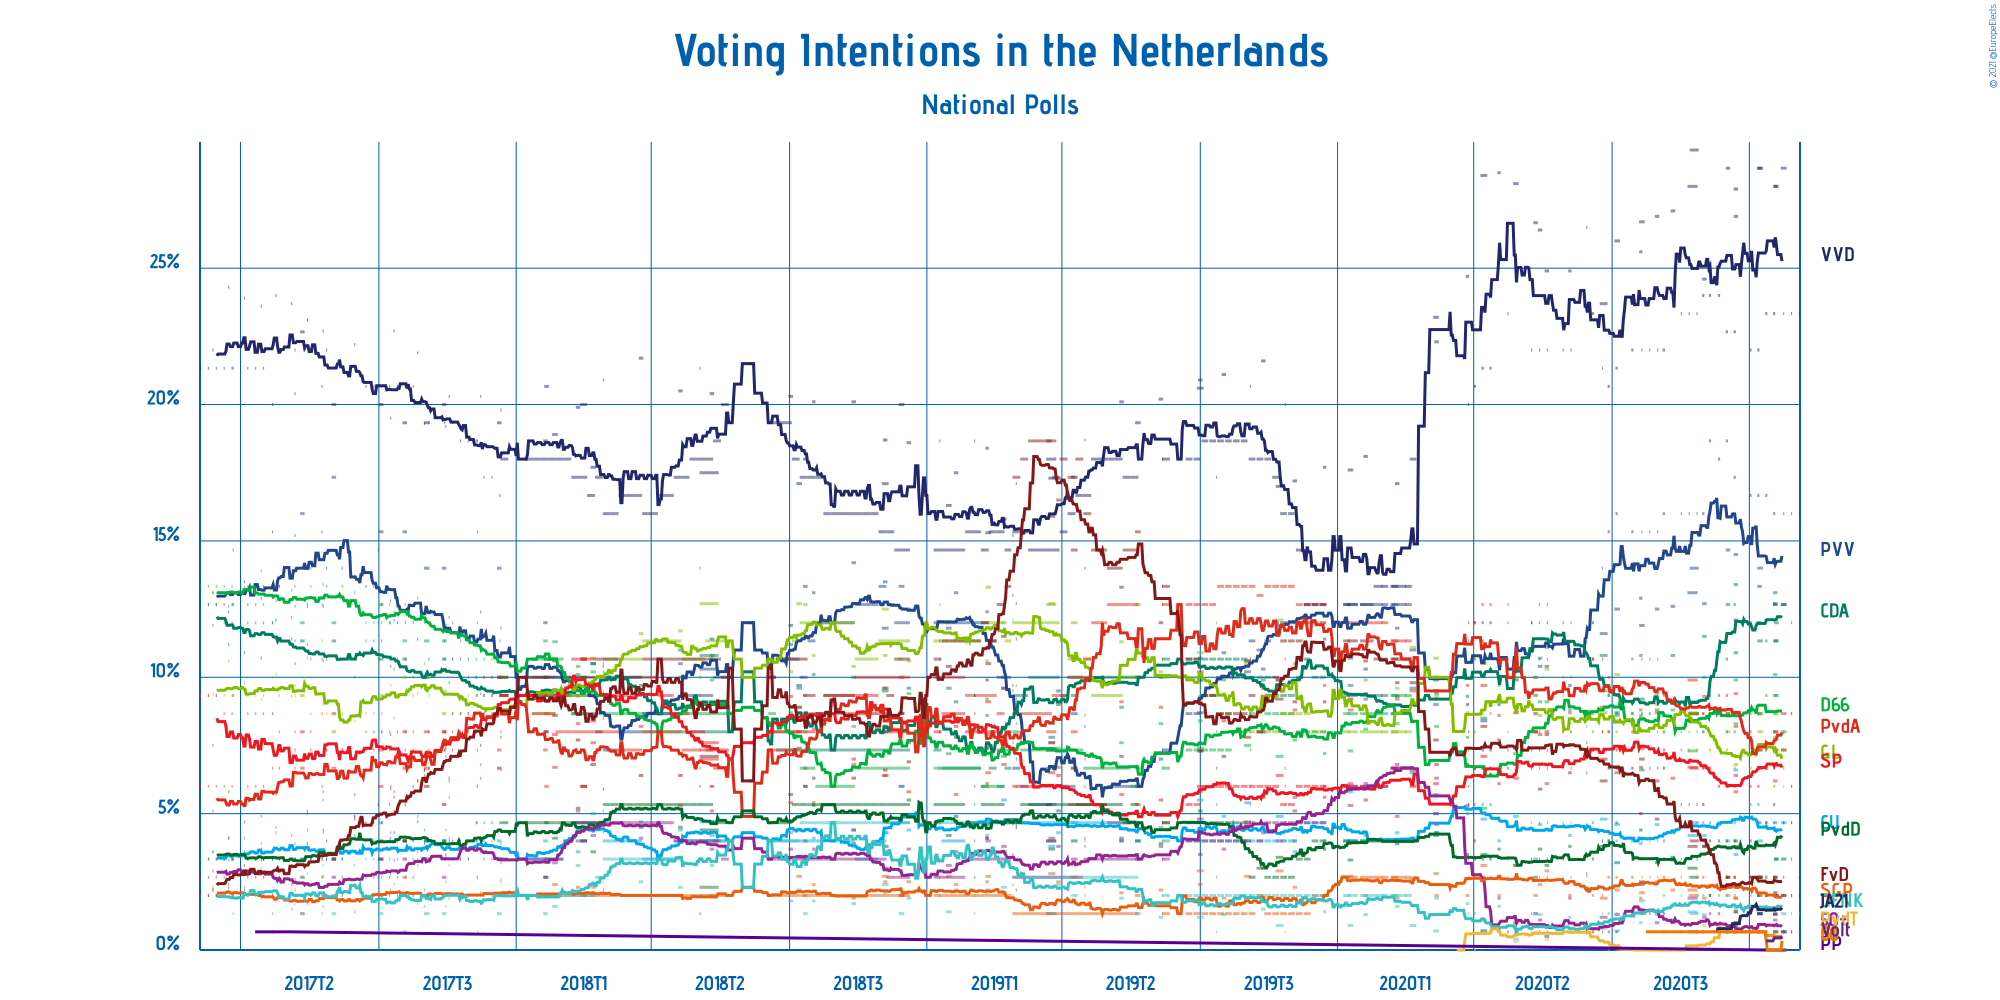 © 2021 @EuropeElects
Voting Intentions in the Netherlands
National Polls
25%
20%
15%
10%
5%
0%
VVD
PVV
CDA
D66
PvdA
GL
SP
CU
PvdD
FvD
SGP
JA21
Volt
PP
2017T2
2017T3
2018T1
2018T2
2018T3
2019T1
2019T2
2019T3
2020T1
2020T2
2020T3